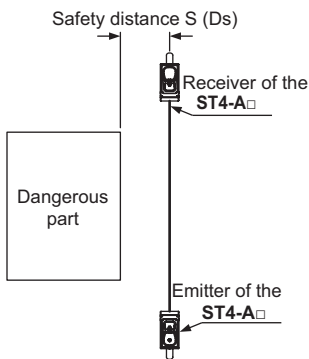 Safety distance S (Ds)
Receiver of the
ST4-A□
Dangerous
part
Emitter of the
ST4-A□